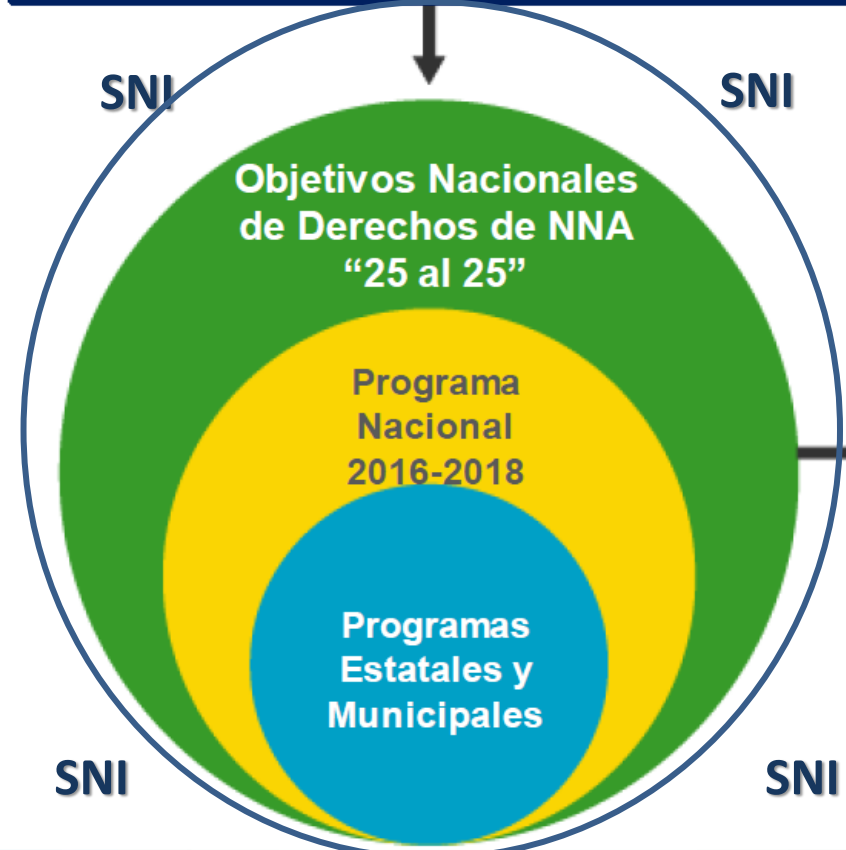 SNI
SNI
Objetivos Nacionales
de Derechos de NNA
“25 al 25”
Programa
Nacional
2016-2018
Programas
Estatales y
Municipales
SNI
SNI